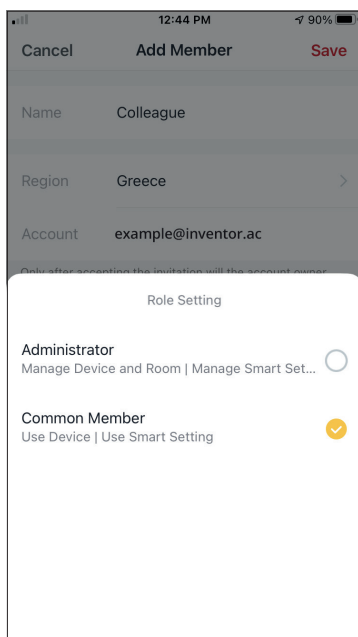 12:44 PM
90%
Cancel
Add Member
Save
Name
Colleague
Region
Greece
Account
example@inventor.ac
Only after accepting the invitation will the account owner
Role Setting
Administrator
Manage Device and Room | Manage Smart Set...
Common Member
Use Device | Use Smart Setting